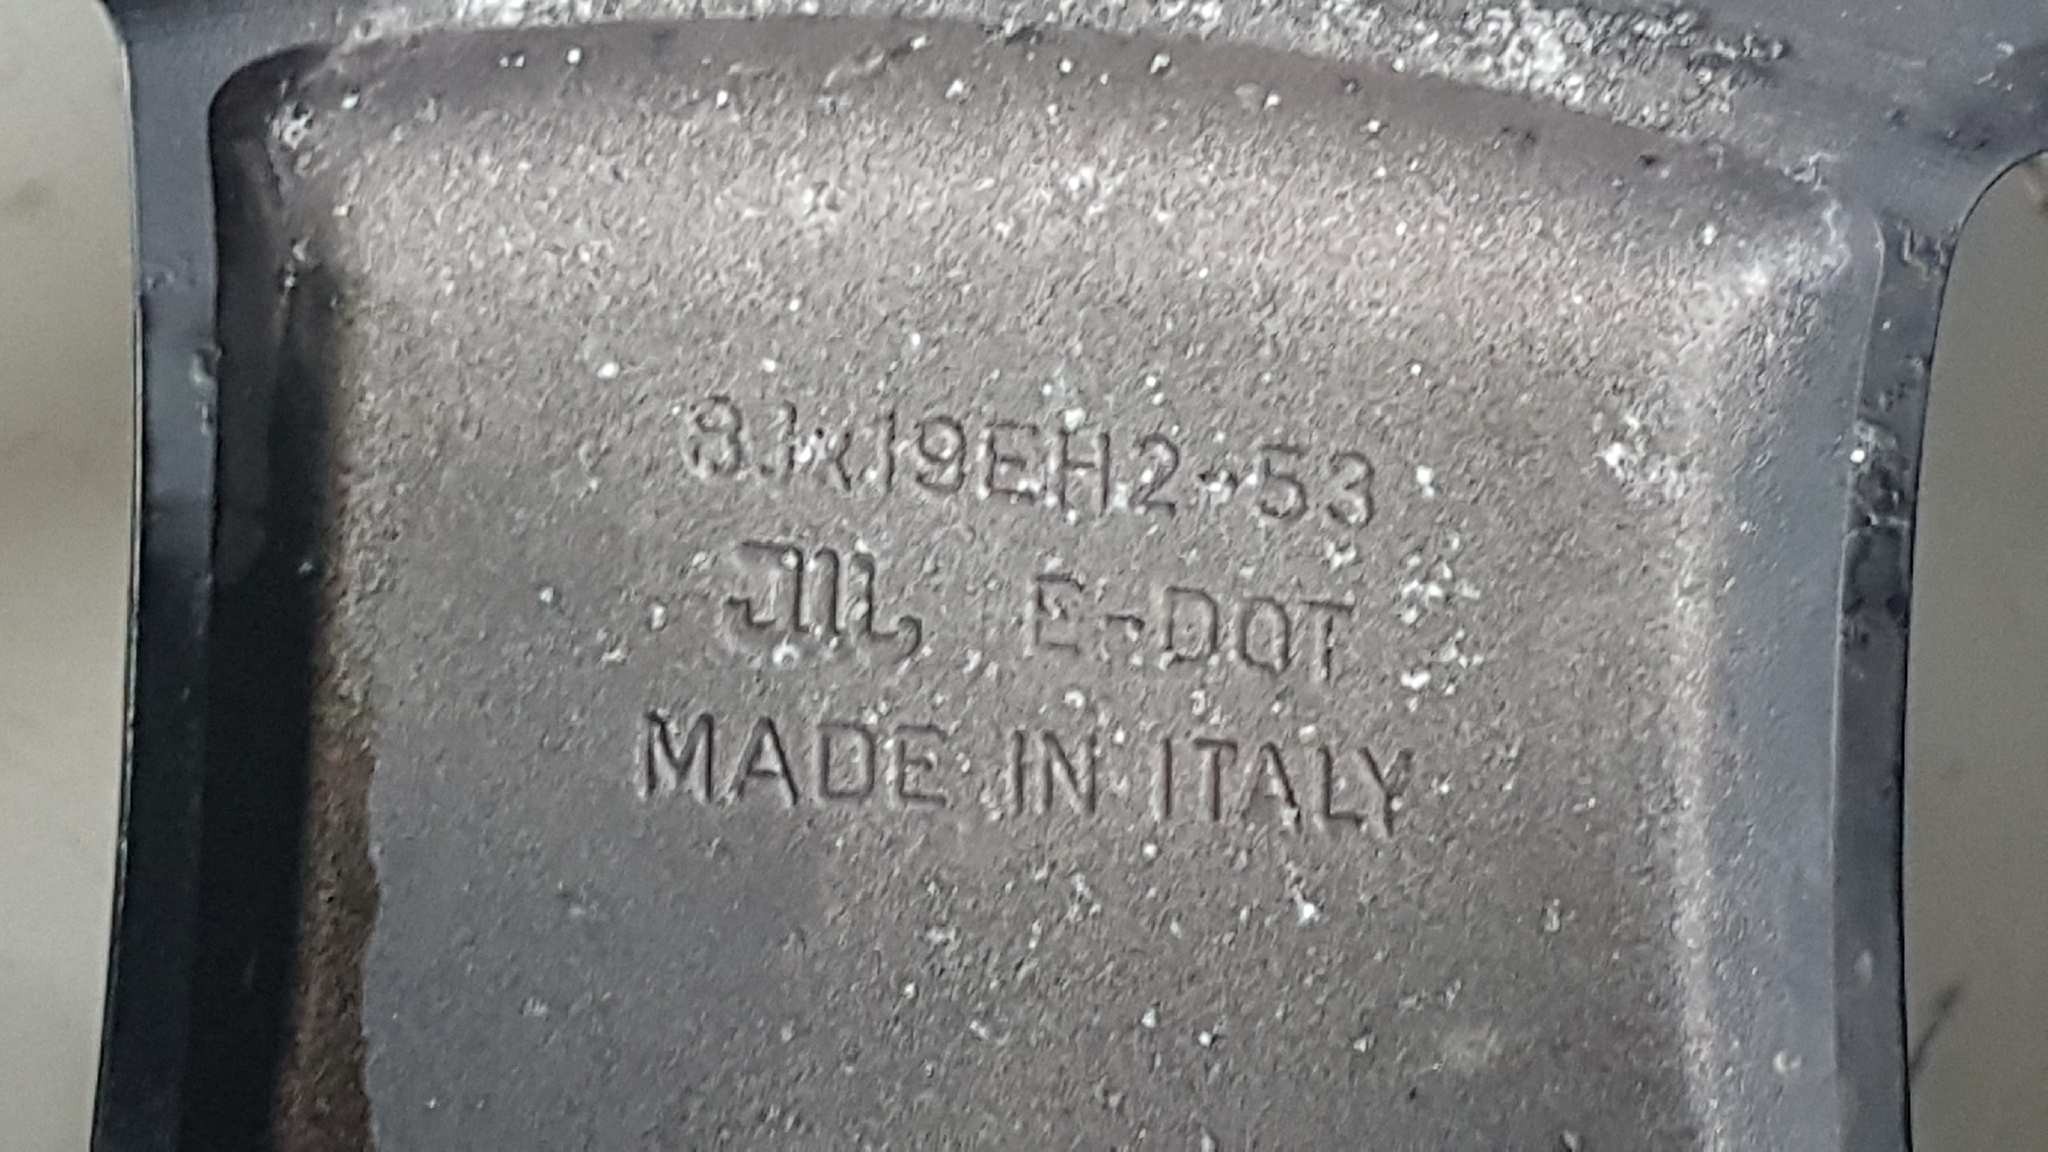 8Jx19EH2-53
E-DOT
MADE IN ITALY